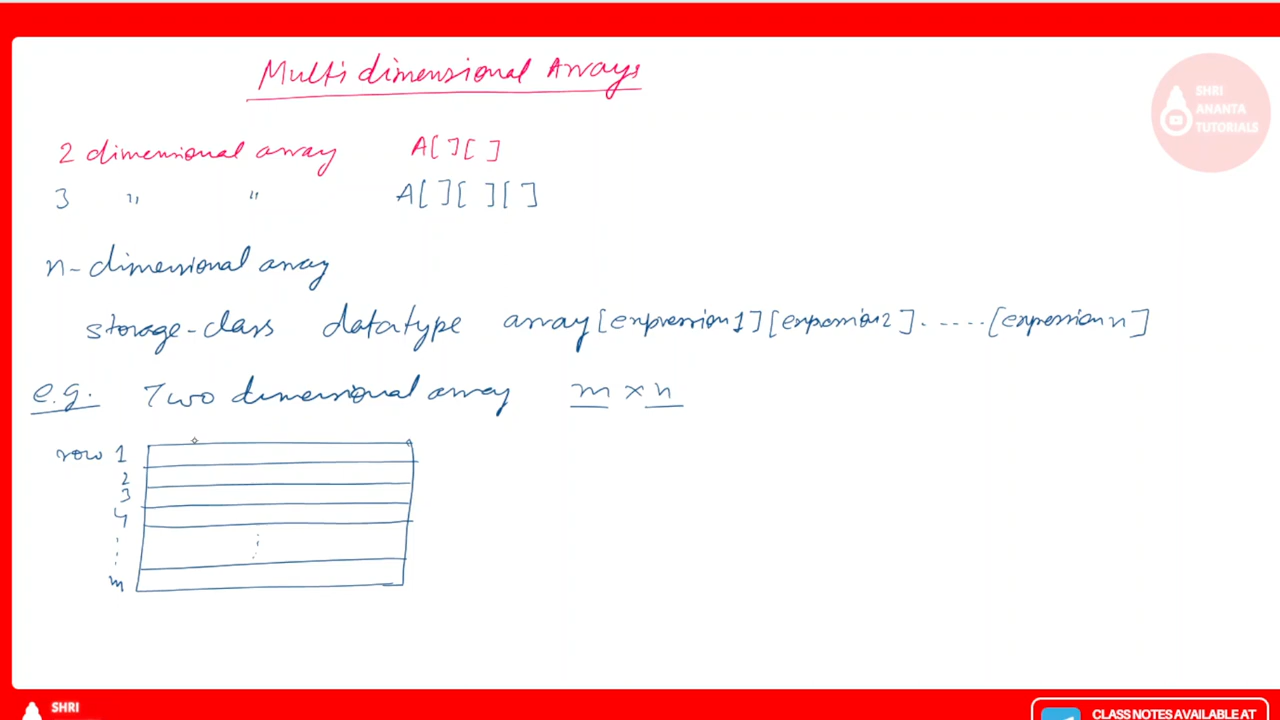 Multidimensional Arrays
SHRI
ANANTA
TUTORIALS
2 dimensional array A[ ][ ]
3 " " A[ ][ ][ ]
n-dimensional array
storage-class datatype array[expression1][expression2]. ..... [expression n]
e.g. Two dimensional array m × n
row 1
2
3
4
m
SHRI
CLASS NOTES AVAILABLE AT